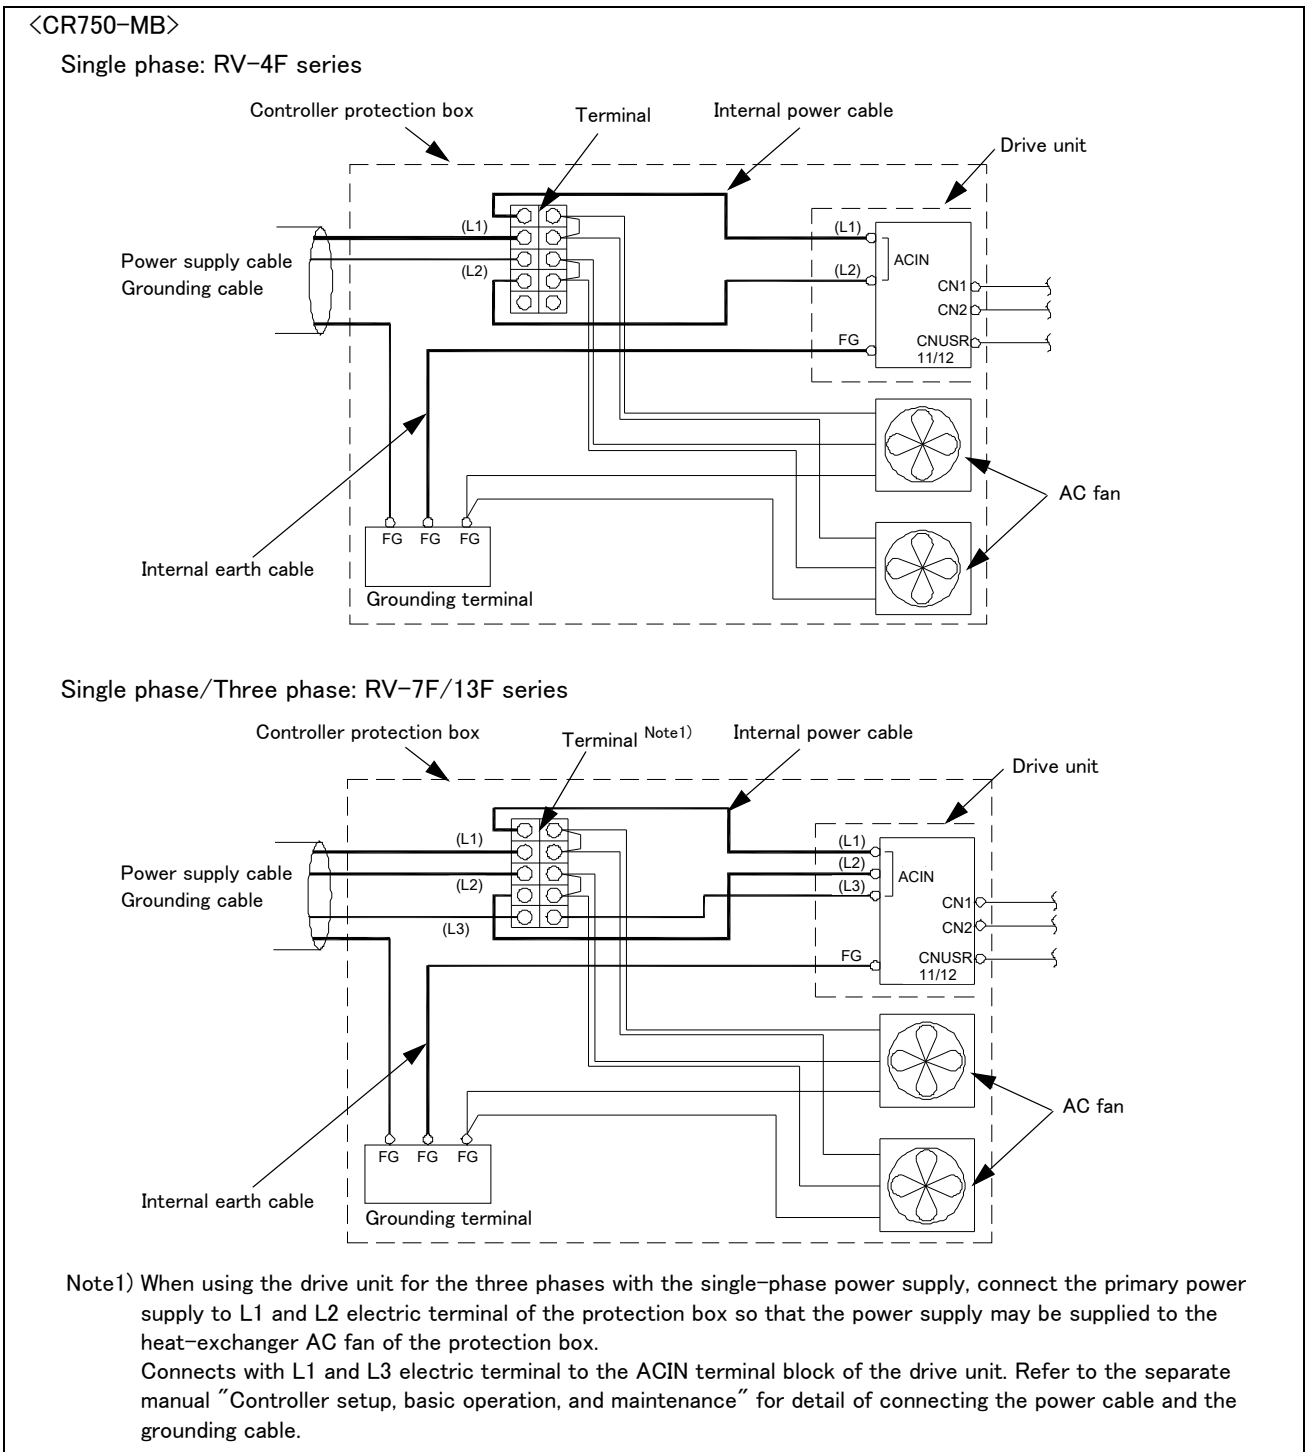 <CR750-MB>
Single phase: RV-4F series
Controller protection box
Terminal
Internal power cable
Drive unit
(L1)
(L1)
Power supply cable
Grounding cable
(L2)
(L2)
ACIN
CN1
CN2
FG
CNUSR
11/12
AC fan
FG FG FG
Internal earth cable
Grounding terminal
Single phase/Three phase: RV-7F/13F series
Controller protection box
Terminal Note1)
Internal power cable
Drive unit
(L1)
(L1)
(L2)
Power supply cable
Grounding cable
(L2)
(L3)
ACIN
CN1
(L3)
CN2
FG
CNUSR
11/12
AC fan
FG FG FG
Internal earth cable
Grounding terminal
Note1) When using the drive unit for the three phases with the single-phase power supply, connect the primary power
supply to L1 and L2 electric terminal of the protection box so that the power supply may be supplied to the
heat-exchanger AC fan of the protection box.
Connects with L1 and L3 electric terminal to the ACIN terminal block of the drive unit. Refer to the separate
manual "Controller setup, basic operation, and maintenance" for detail of connecting the power cable and the
grounding cable.